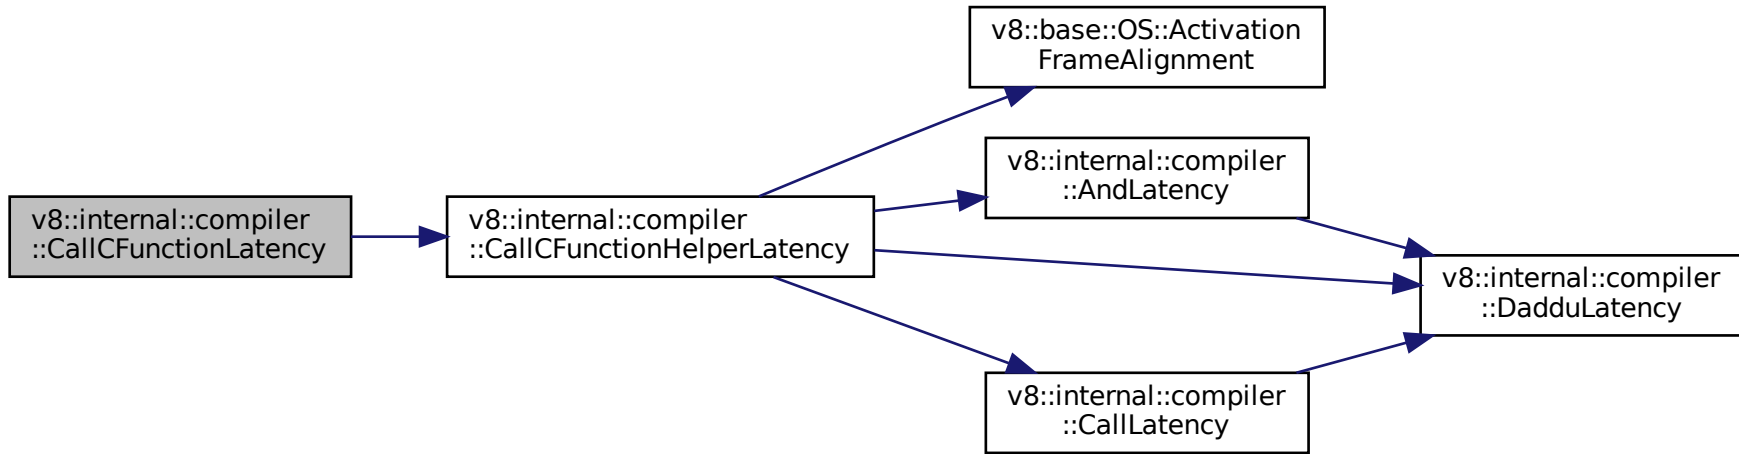 v8::internal::compiler
::CallCFunctionLatency
v8::internal::compiler
::CallCFunctionHelperLatency
v8::base::OS::Activation
FrameAlignment
v8::internal::compiler
::AndLatency
v8::internal::compiler
::DadduLatency
v8::internal::compiler
::CallLatency